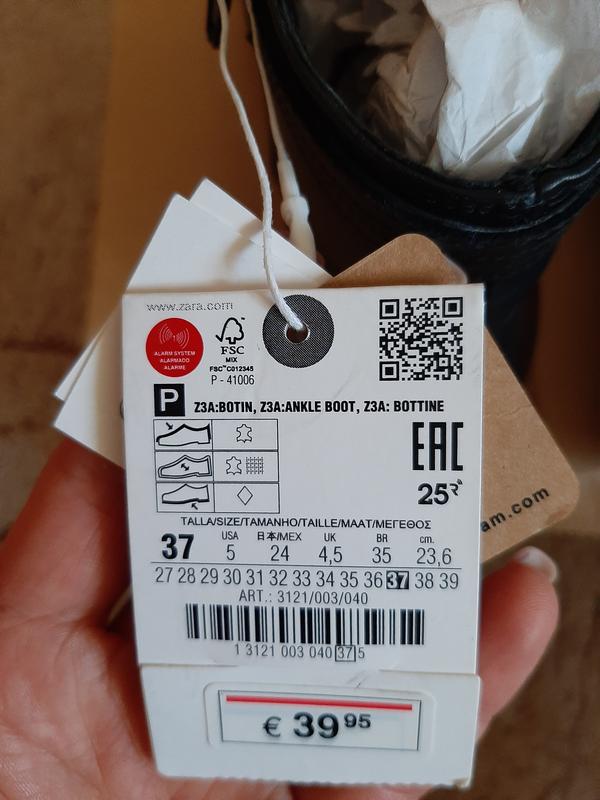 www.zara.com
ALARM SYSTEM
ALARMADO
ALARME
FSC
MIX
FSC™C012345
P - 41006
P Z3A:BOTIN, Z3A:ANKLE BOOT, Z3A: BOTTINE
EAC
25
TALLA/SIZE/TAMANHO/TAILLE/MAAT/ΜΕΓΕΘΟΣ
USA 日本/MEX UK BR cm.
37 5 24 4,5 35 23,6
27 28 29 30 31 32 33 34 35 36 37 38 39
ART.: 3121/003/040
1 3121 003 040 37 5
€ 39 95
am.com